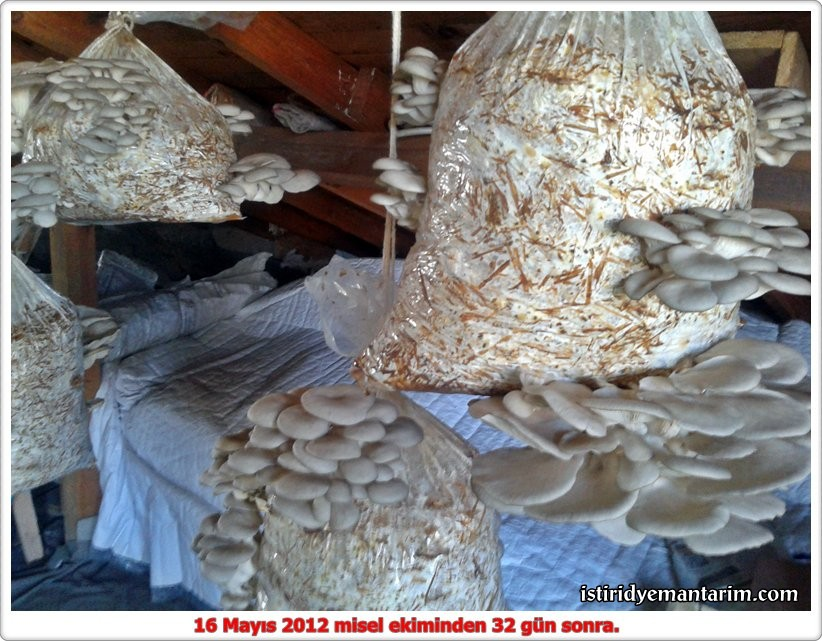 istiridyemantarim.com
16 Mayıs 2012 misel ekiminden 32 gün sonra.